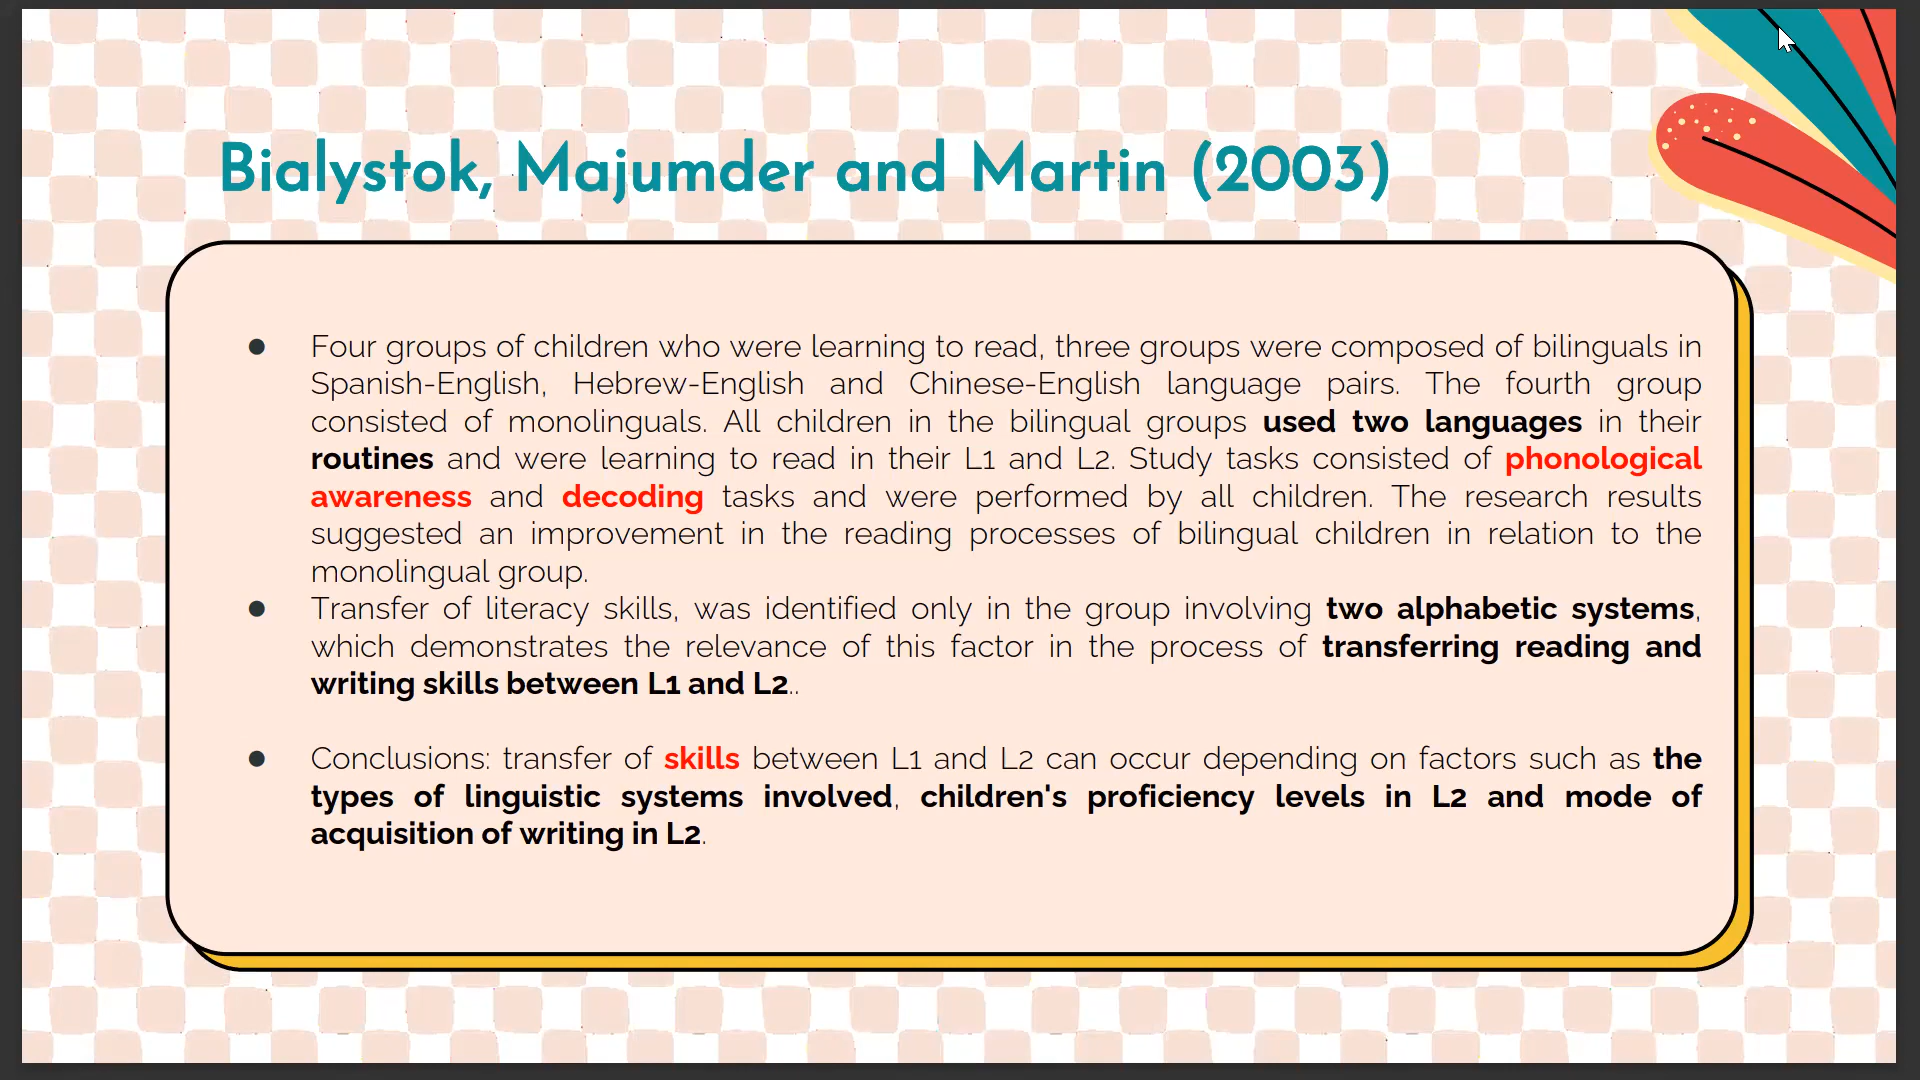 Bialystok, Majumder and Martin (2003)
● Four groups of children who were learning to read, three groups were composed of bilinguals in
Spanish-English, Hebrew-English and Chinese-English language pairs. The fourth group
consisted of monolinguals. All children in the bilingual groups used two languages in their
routines and were learning to read in their L1 and L2. Study tasks consisted of phonological
awareness and decoding tasks and were performed by all children. The research results
suggested an improvement in the reading processes of bilingual children in relation to the
monolingual group.
● Transfer of literacy skills, was identified only in the group involving two alphabetic systems,
which demonstrates the relevance of this factor in the process of transferring reading and
writing skills between L1 and L2..
● Conclusions: transfer of skills between L1 and L2 can occur depending on factors such as the
types of linguistic systems involved, children's proficiency levels in L2 and mode of
acquisition of writing in L2.